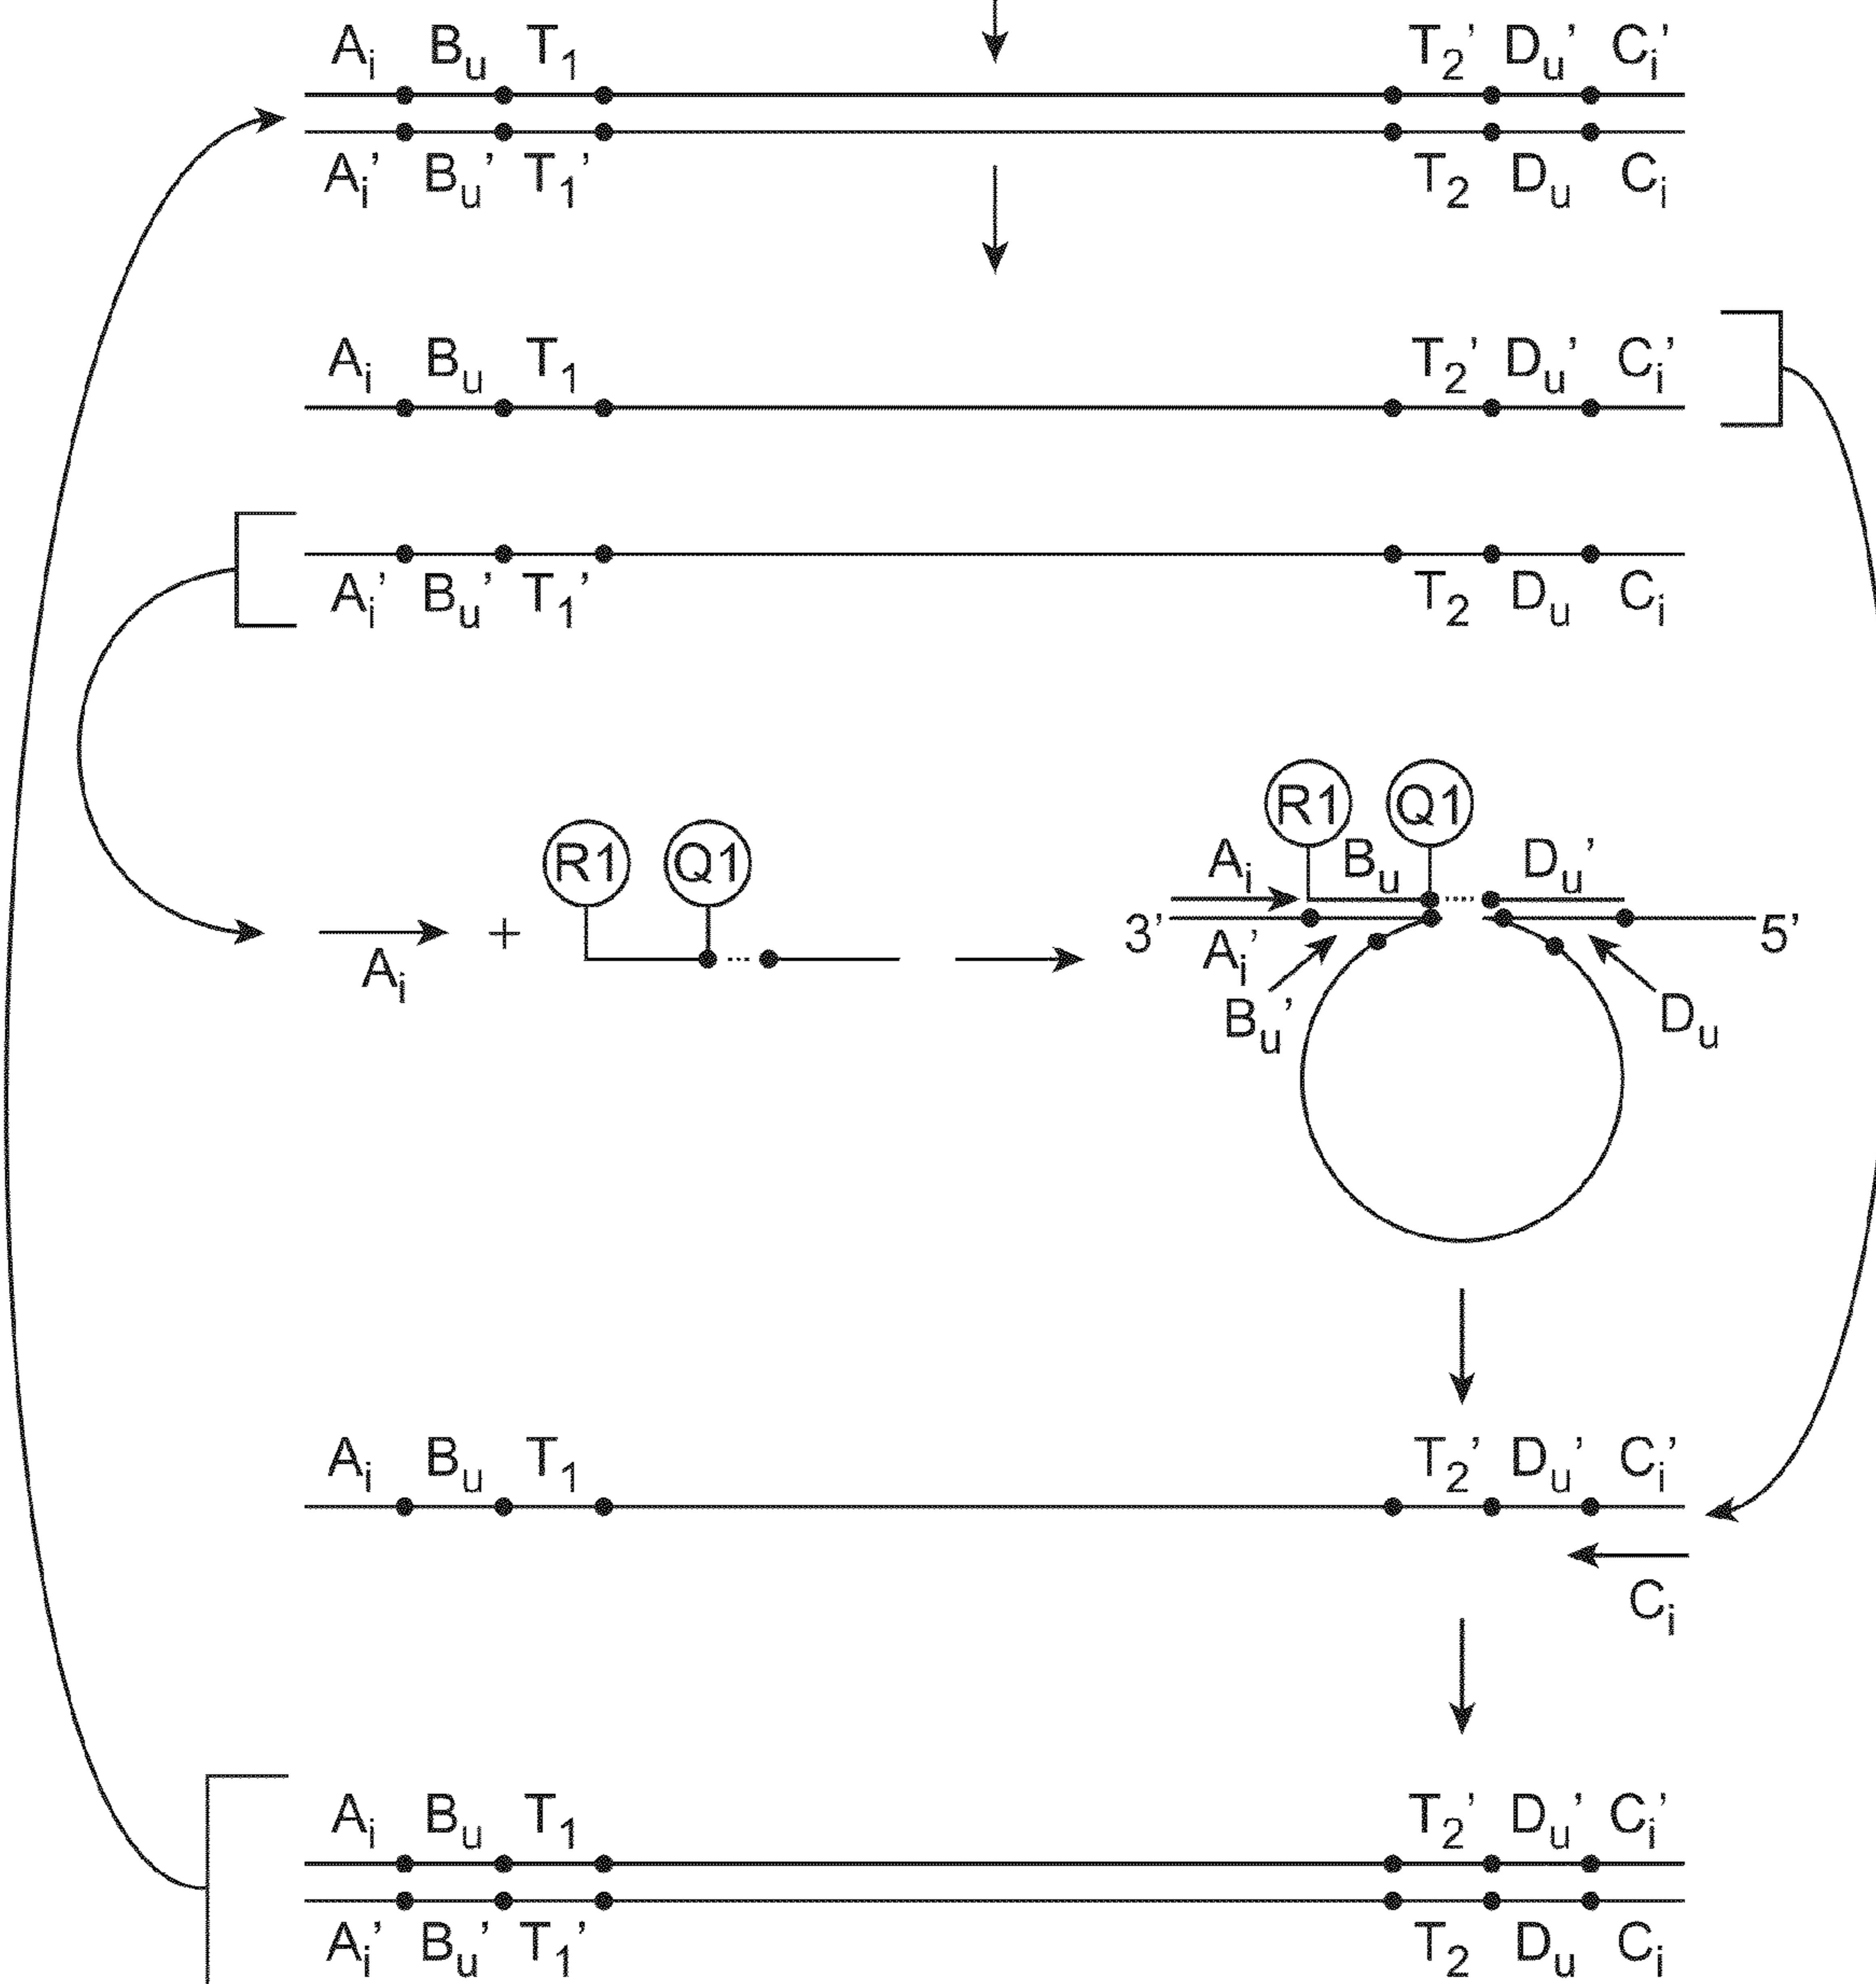 Aᵢ Bᵤ T₁ T₂’ Dᵤ’ Cᵢ’
Aᵢ’ Bᵤ’ T₁’ T₂ Dᵤ Cᵢ
Aᵢ Bᵤ T₁ T₂’ Dᵤ’ Cᵢ’
Aᵢ’ Bᵤ’ T₁’ T₂ Dᵤ Cᵢ
R1 Q1
Aᵢ Bᵤ Dᵤ’
R1 Q1
3’ 5’
Aᵢ + Aᵢ’
Bᵤ’ Dᵤ
Aᵢ Bᵤ T₁ T₂’ Dᵤ’ Cᵢ’
Cᵢ
Aᵢ Bᵤ T₁ T₂’ Dᵤ’ Cᵢ’
Aᵢ’ Bᵤ’ T₁’ T₂ Dᵤ Cᵢ